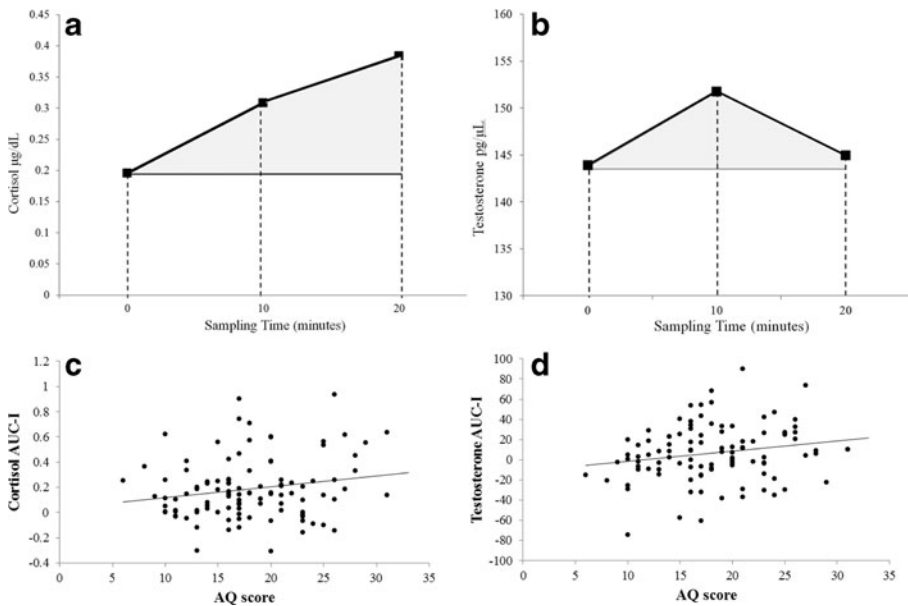 a
0.45
0.4
0.35
0.3
0.25
0.2
0.15
0.1
0.05
0
Cortisol µg/dL
0 10 20
Sampling Time (minutes)
b
160
155
150
145
140
135
130
Testosterone pg/µL
0 10 20
Sampling Time (minutes)
c
1.2
1
0.8
0.6
0.4
0.2
0
-0.2
-0.4
Cortisol AUC-I
0 5 10 15 20 25 30 35
AQ score
d
100
80
60
40
20
0
-20
-40
-60
-80
-100
Testosterone AUC-I
0 5 10 15 20 25 30 35
AQ score